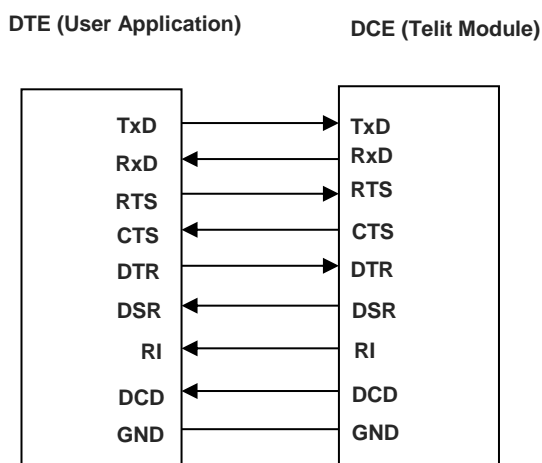 DTE (User Application)
DCE (Telit Module)
TxD
TxD
RxD
RxD
RTS
RTS
CTS
CTS
DTR
DTR
DSR
DSR
RI
RI
DCD
DCD
GND
GND